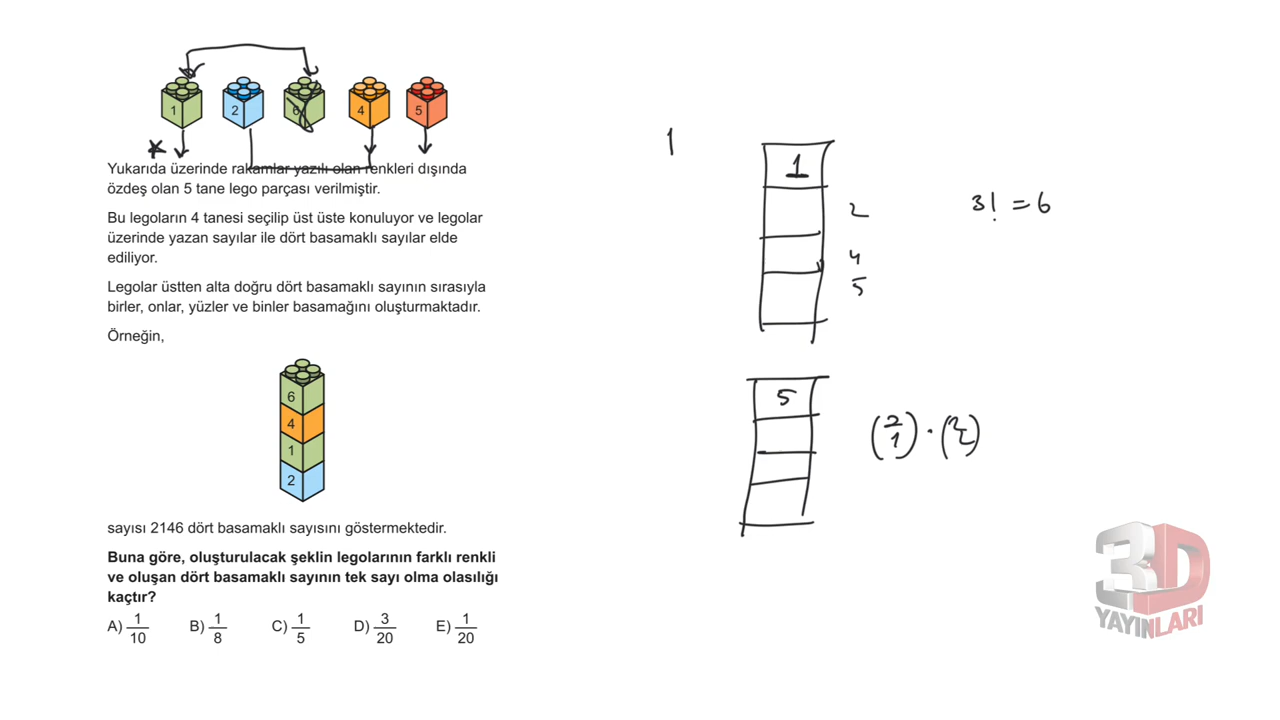 1 2 6 4 5
Yukarıda üzerinde rakamlar yazılı olan renkleri dışında
özdeş olan 5 tane lego parçası verilmiştir.
Bu legoların 4 tanesi seçilip üst üste konuluyor ve legolar
üzerinde yazan sayılar ile dört basamaklı sayılar elde
ediliyor.
Legolar üstten alta doğru dört basamaklı sayının sırasıyla
birler, onlar, yüzler ve binler basamağını oluşturmaktadır.
Örneğin,
6
4
1
2
sayısı 2146 dört basamaklı sayısını göstermektedir.
Buna göre, oluşturulacak şeklin legolarının farklı renkli
ve oluşan dört basamaklı sayının tek sayı olma olasılığı
kaçtır?
A) 1/10 B) 1/8 C) 1/5 D) 3/20 E) 1/20
1
1
2
4
5
3! = 6
5
(2 1) · (2
3D
YAYINLARI